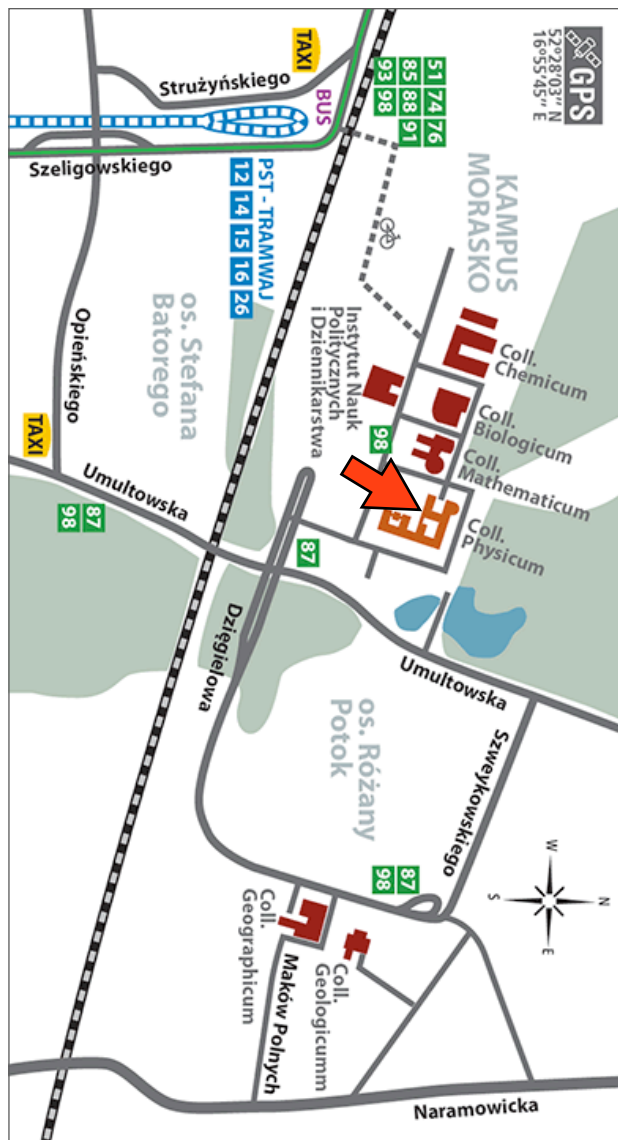 GPS
52°28'03'' N
16°55'45'' E
KAMPUS
MORASKO
51 74 76
85 88 91
93 98
BUS
TAXI
Strużyńskiego
Szeligowskiego
PST - TRAMWAJ
12 14 15 16 26
Coll.
Chemicum
Coll.
Biologicum
Coll.
Mathematicum
Coll.
Physicum
Instytut Nauk
Politycznych
i Dziennikarstwa
98
87
os. Stefana
Batorego
Opieńskiego
TAXI
Umultowska
87
98
Dzięgielowa
Umultowska
os. Różany
Potok
Szweykowskiego
87
98
N
W
E
S
Coll.
Geographicum
Coll.
Geologicumm
Maków Polnych
Naramowicka